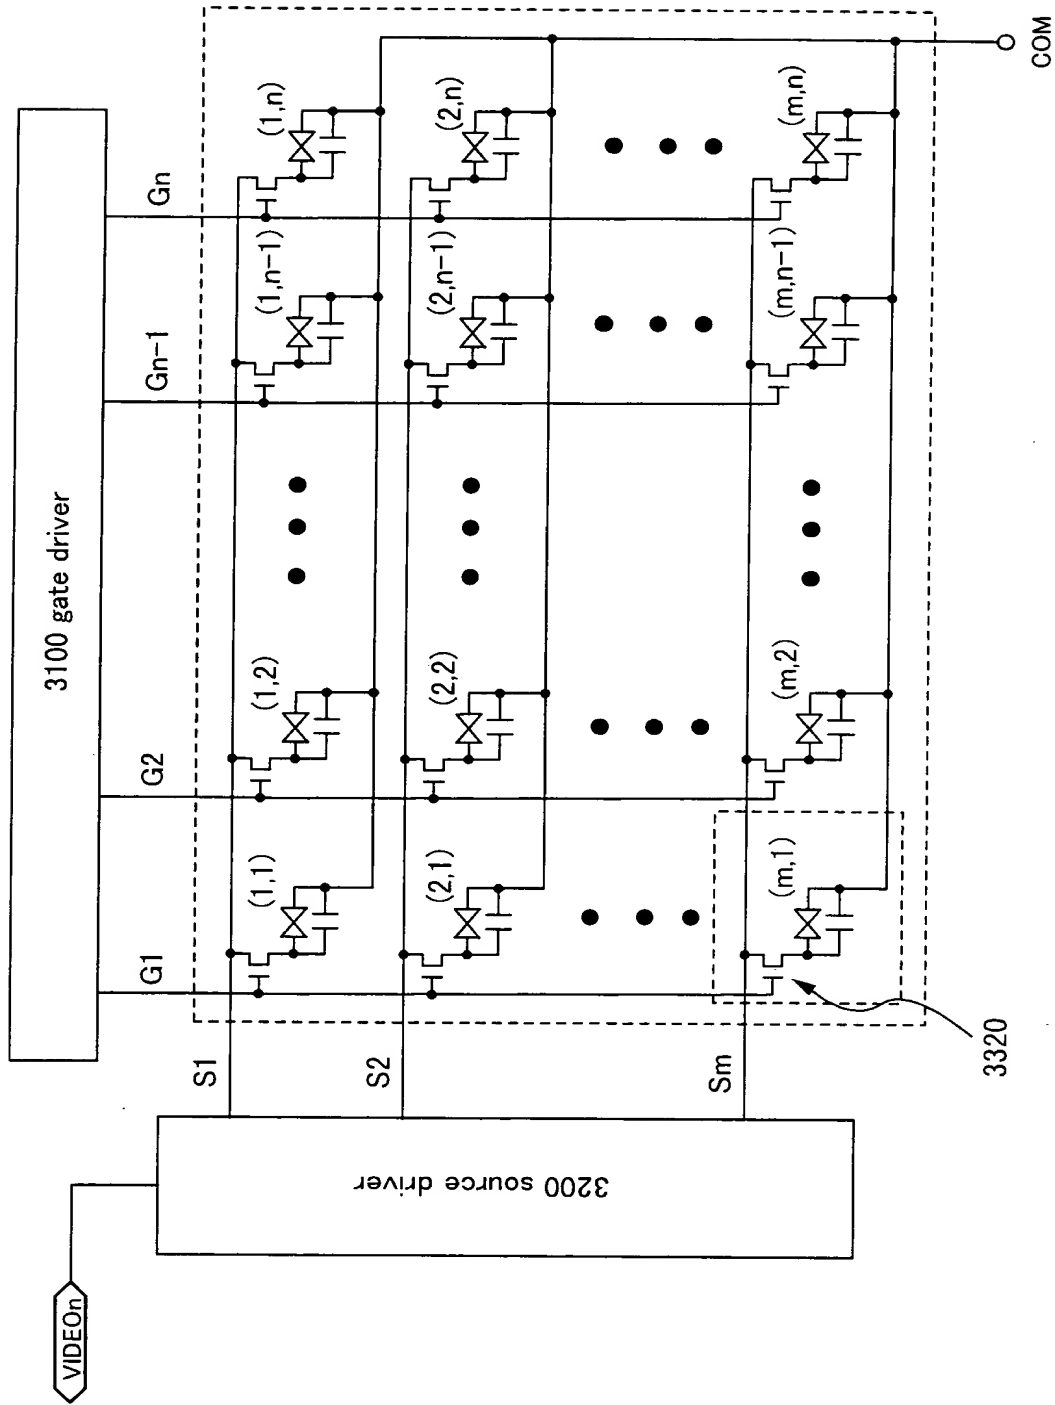 3100 gate driver
G1
G2
Gn-1
Gn
VIDEOn
3200 source driver
S1
S2
Sm
(1,1)
(1,2)
(1,n-1)
(1,n)
(2,1)
(2,2)
(2,n-1)
(2,n)
(m,1)
(m,2)
(m,n-1)
(m,n)
3320
COM